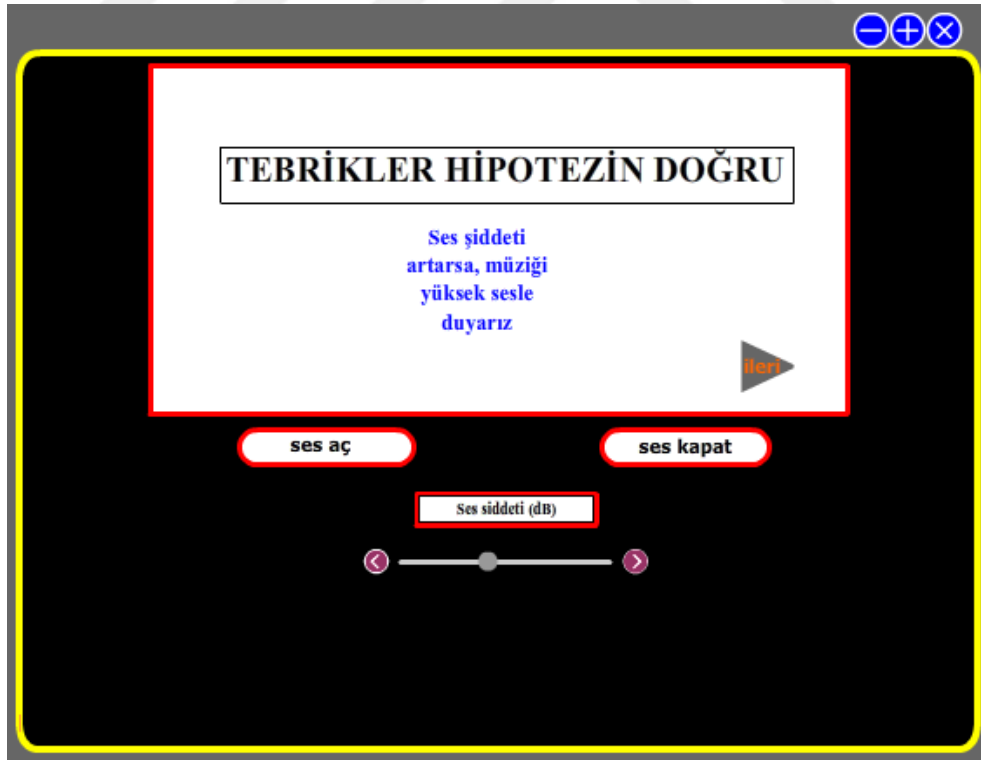 TEBRİKLER HİPOTEZİN DOĞRU
Ses şiddeti
artarsa, müziği
yüksek sesle
duyarız
ileri
ses aç
ses kapat
Ses siddeti (dB)